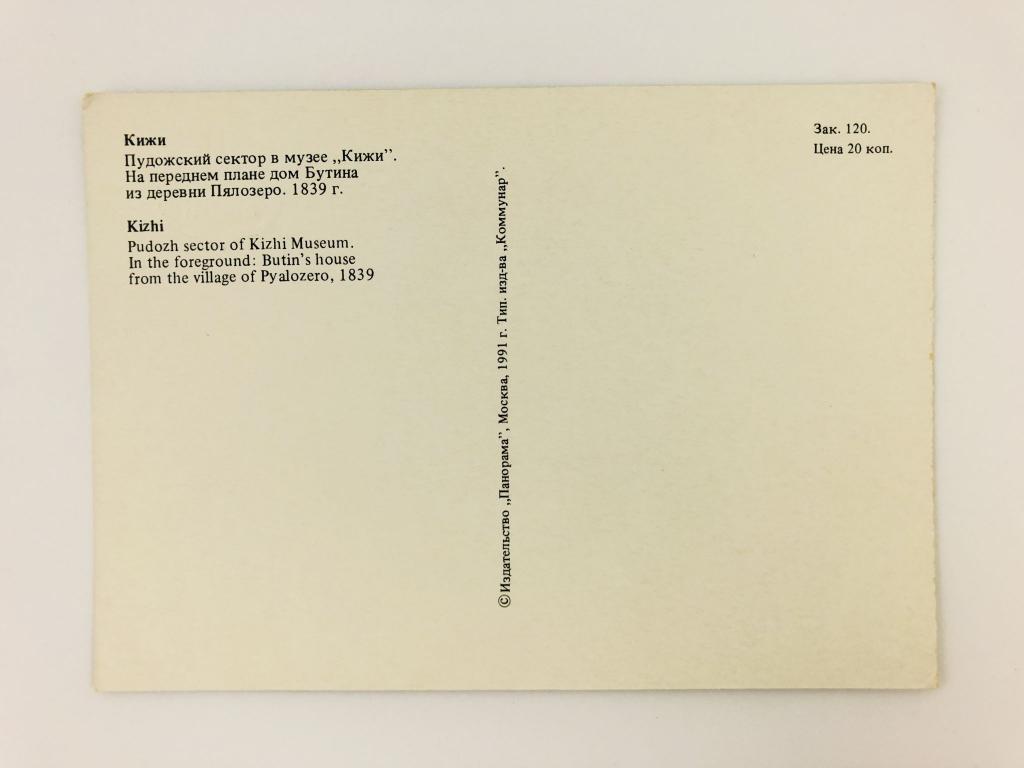 Кижи
Пудожский сектор в музее ,,Кижи”.
На переднем плане дом Бутина
из деревни Пялозеро. 1839 г.
Kizhi
Pudozh sector of Kizhi Museum.
In the foreground: Butin's house
from the village of Pyalozero, 1839
© Издательство ,,Панорама”, Москва, 1991 г. Тип. изд-ва ,,Коммунар”.
Зак. 120.
Цена 20 коп.